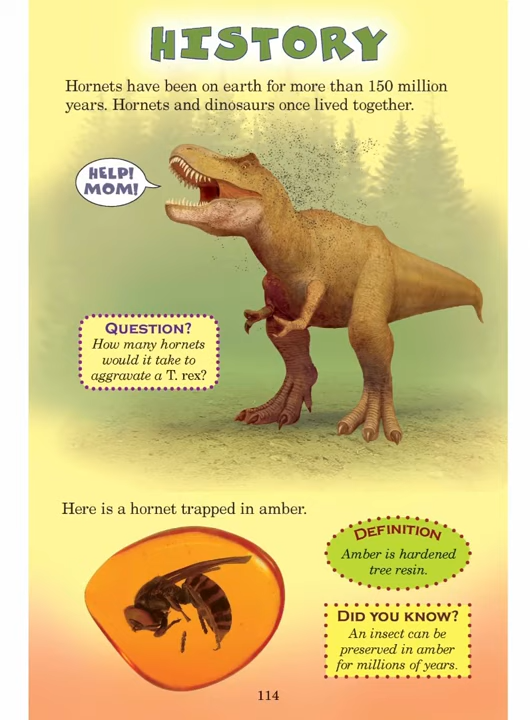 HISTORY
Hornets have been on earth for more than 150 million
years. Hornets and dinosaurs once lived together.
HELP!
MOM!
QUESTION?
How many hornets
would it take to
aggravate a T. rex?
Here is a hornet trapped in amber.
DEFINITION
Amber is hardened
tree resin.
DID YOU KNOW?
An insect can be
preserved in amber
for millions of years.
114